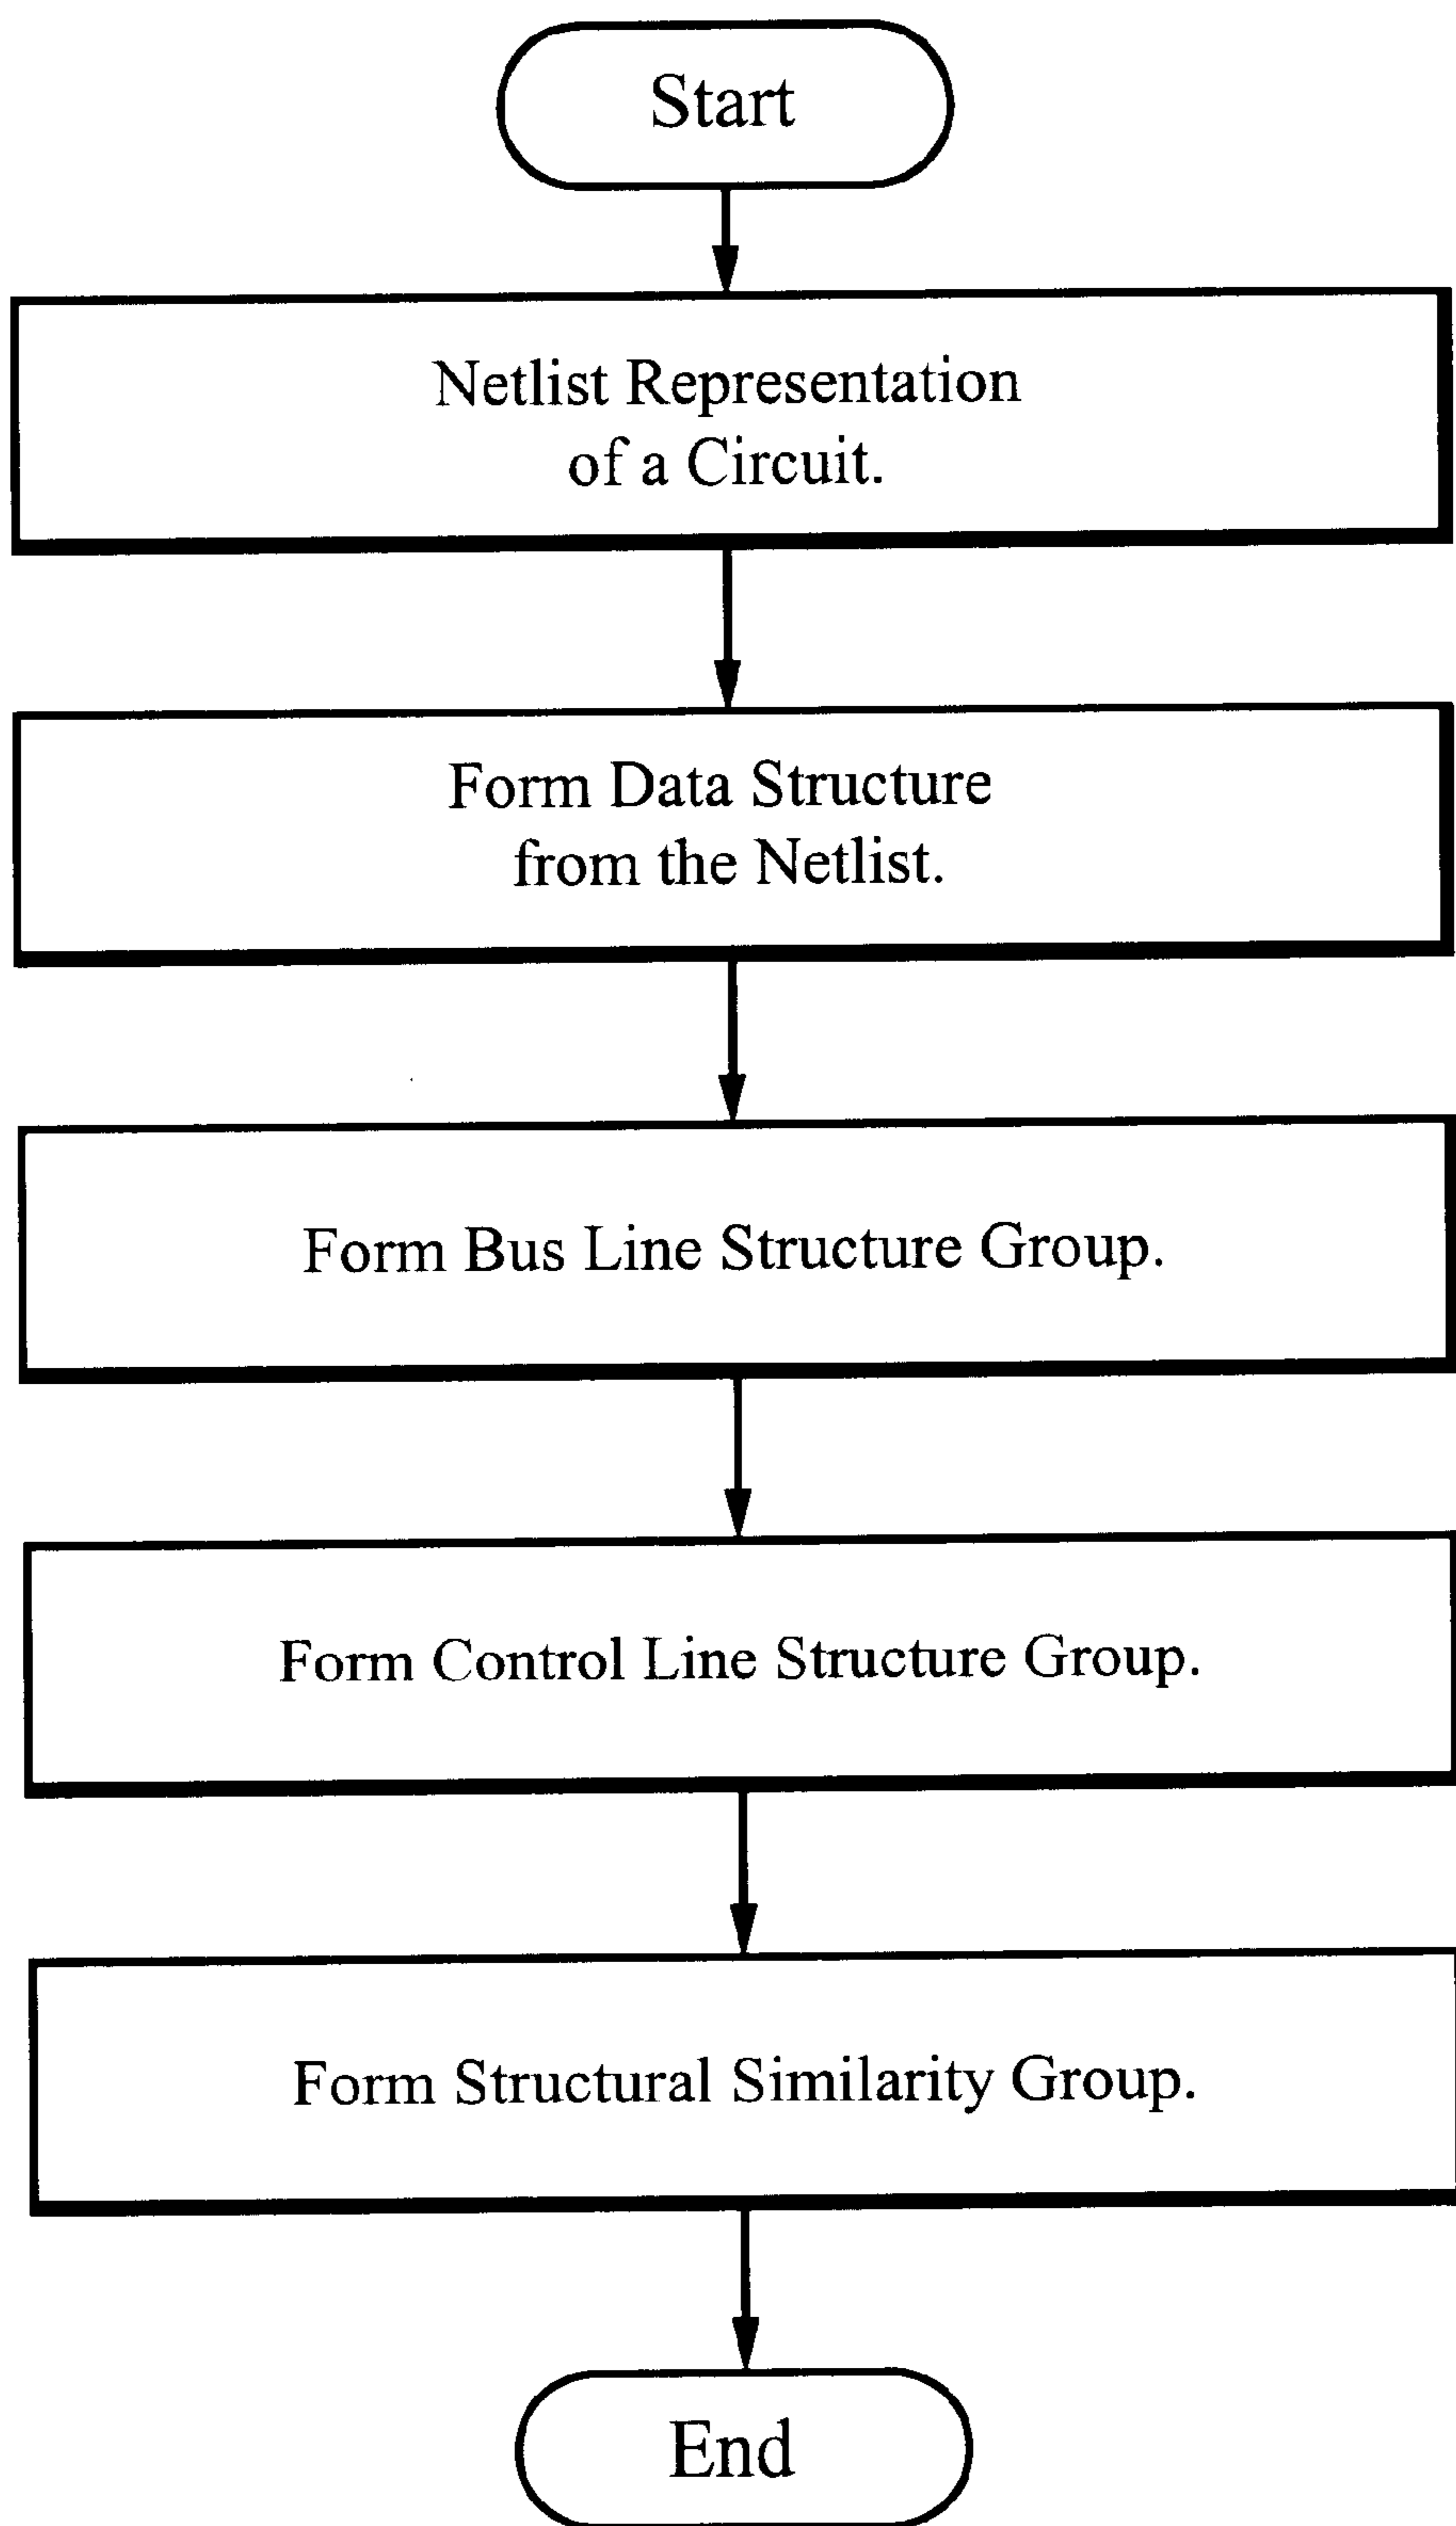 Start
Netlist Representation
of a Circuit.
Form Data Structure
from the Netlist.
Form Bus Line Structure Group.
Form Control Line Structure Group.
Form Structural Similarity Group.
End